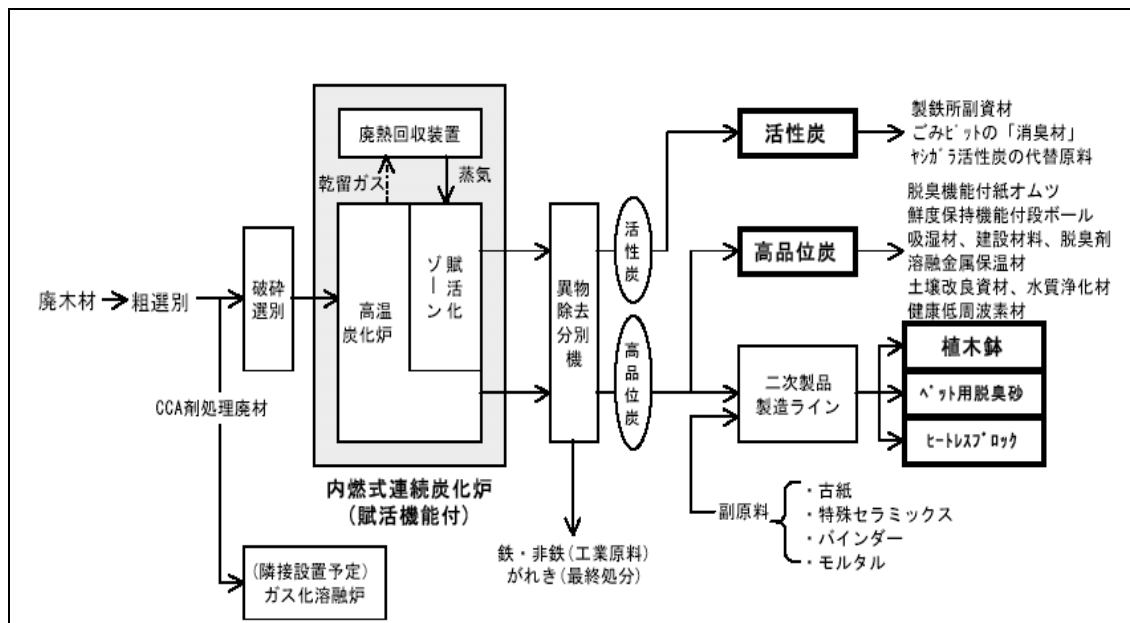 廃木材
粗選別
CCA剤処理廃材
(隣接設置予定)
ガス化溶融炉
破砕
選別
廃熱回収装置
乾留ガス
蒸気
高温
炭化炉
賦活化
ゾーン
内燃式連続炭化炉
(賦活機能付)
異物
除去
分別
機
鉄・非鉄(工業原料)
がれき(最終処分)
活性炭
高品位炭
活性炭
製鉄所副資材
ごみピットの「消臭材」
ヤシガラ活性炭の代替原料
高品位炭
脱臭機能付紙オムツ
鮮度保持機能付段ボール
吸湿材、建設材料、脱臭剤
溶融金属保温材
土壌改良資材、水質浄化材
健康低周波素材
二次製品
製造ライン
植木鉢
ペット用脱臭砂
ヒートレスブロック
副原料
・古紙
・特殊セラミックス
・バインダー
・モルタル